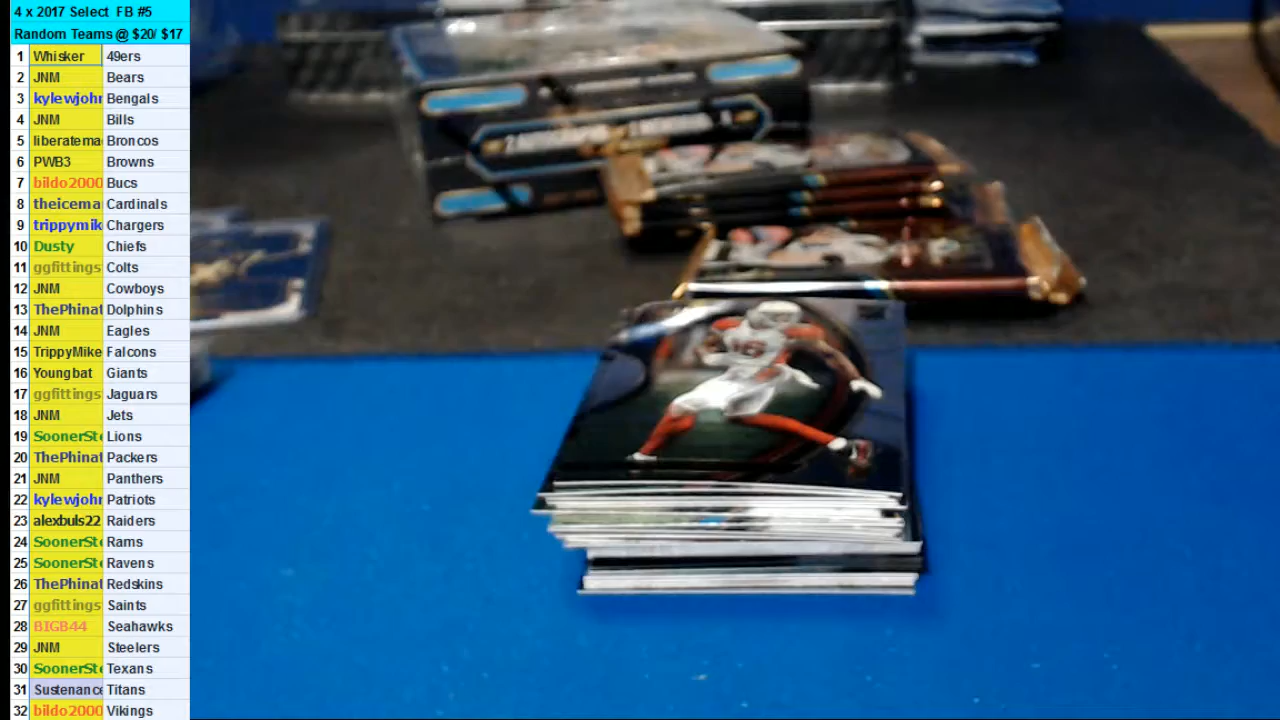 4 x 2017 Select FB #5
Random Teams @ $20/ $17
1 Whisker 49ers
2 JNM Bears
3 kylewjohr Bengals
4 JNM Bills
5 liberatema Broncos
6 PWB3 Browns
7 bildo2000 Bucs
8 theicema Cardinals
9 trippymik Chargers
10 Dusty Chiefs
11 ggfittings Colts
12 JNM Cowboys
13 ThePhinat Dolphins
14 JNM Eagles
15 TrippyMike Falcons
16 Youngbat Giants
17 ggfittings Jaguars
18 JNM Jets
19 SoonerSt Lions
20 ThePhinat Packers
21 JNM Panthers
22 kylewjohr Patriots
23 alexbuls22 Raiders
24 SoonerSt Rams
25 SoonerSt Ravens
26 ThePhinat Redskins
27 ggfittings Saints
28 BIGB44 Seahawks
29 JNM Steelers
30 SoonerSt Texans
31 Sustenance Titans
32 bildo2000 Vikings